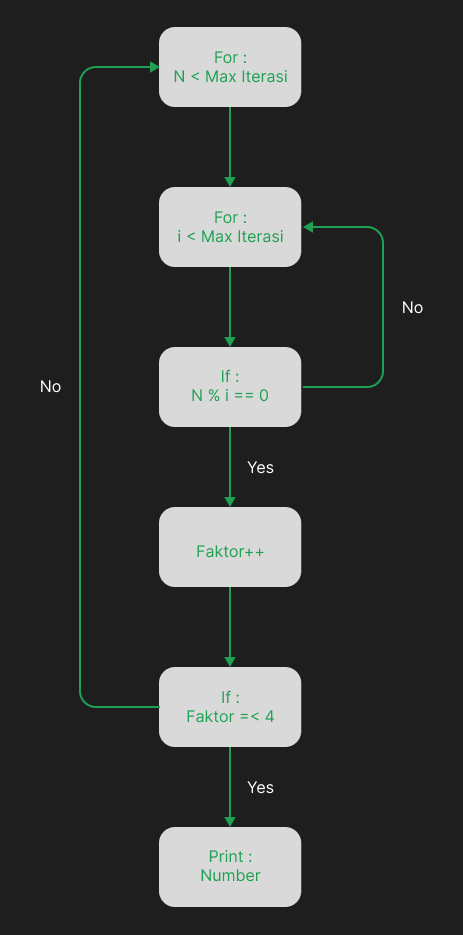 For :
N < Max Iterasi
For :
i < Max Iterasi
No
If :
N % i == 0
No
Yes
Faktor++
If :
Faktor =< 4
Yes
Print :
Number